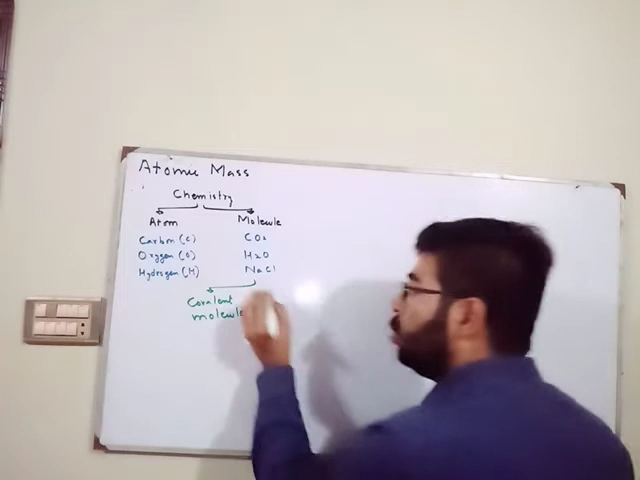 Atomic Mass
Chemistry
Atom Molecule
Carbon (C) CO2
Oxygen (O) H2O
Hydrogen (H) NaCl
Covalent
molecule